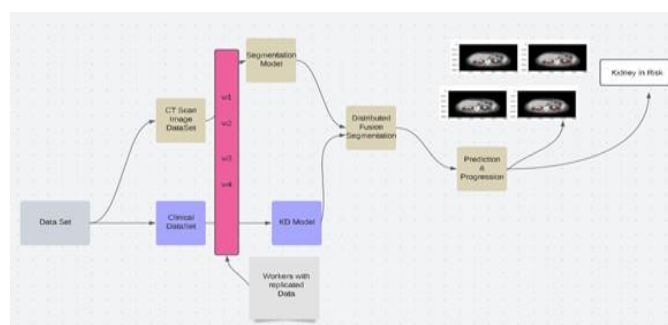 Segmentation
Model
CT Scan
Image
DataSet
w1
w2
w3
w4
Data Set
Clinical
DataSet
KD Model
Workers with
replicated
Data
Distributed
Fusion
Segmentation
Prediction
&
Progression
Kidney in Risk